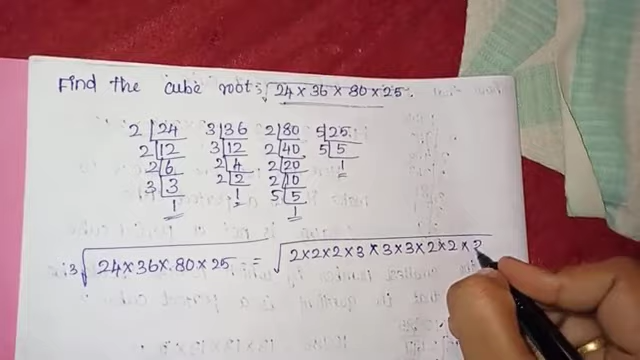 Find the cube root : √24×36×80×25.
2|24 3|36 2|80 5|25
2|12 3|12 2|40 5|5
2|6 2|4 2|20 1
3|3 2|2 2|10
1 1 5|5
1
3√24×36×80×25 = √2×2×2×3×3×3×2×2×2